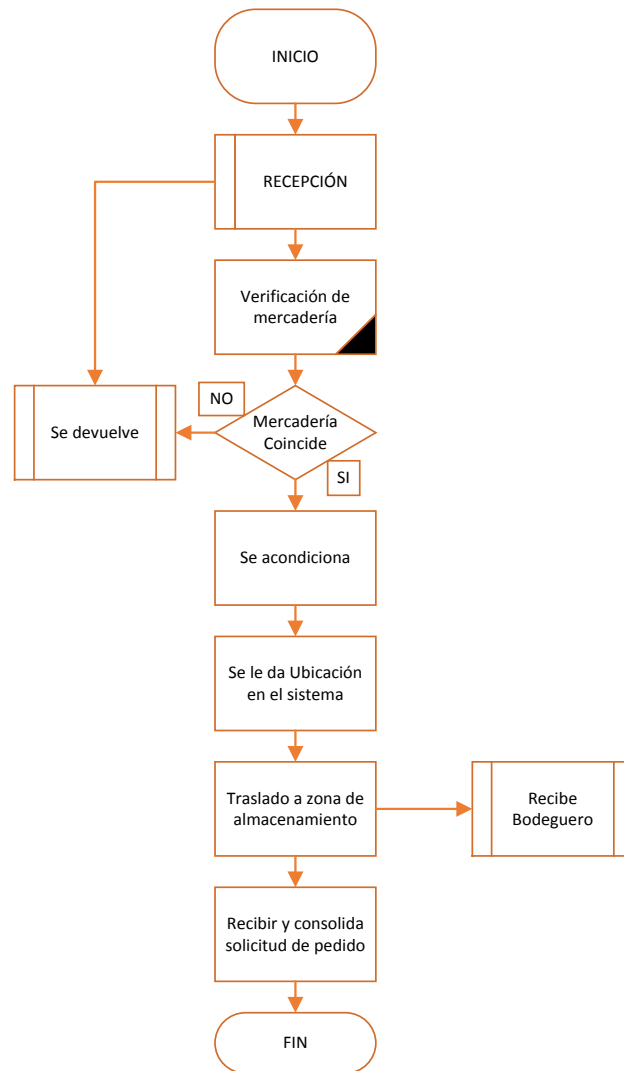 INICIO
RECEPCIÓN
Verificación de
mercadería
NO
Se devuelve
Mercadería
Coincide
SI
Se acondiciona
Se le da Ubicación
en el sistema
Traslado a zona de
almacenamiento
Recibe
Bodeguero
Recibir y consolida
solicitud de pedido
FIN